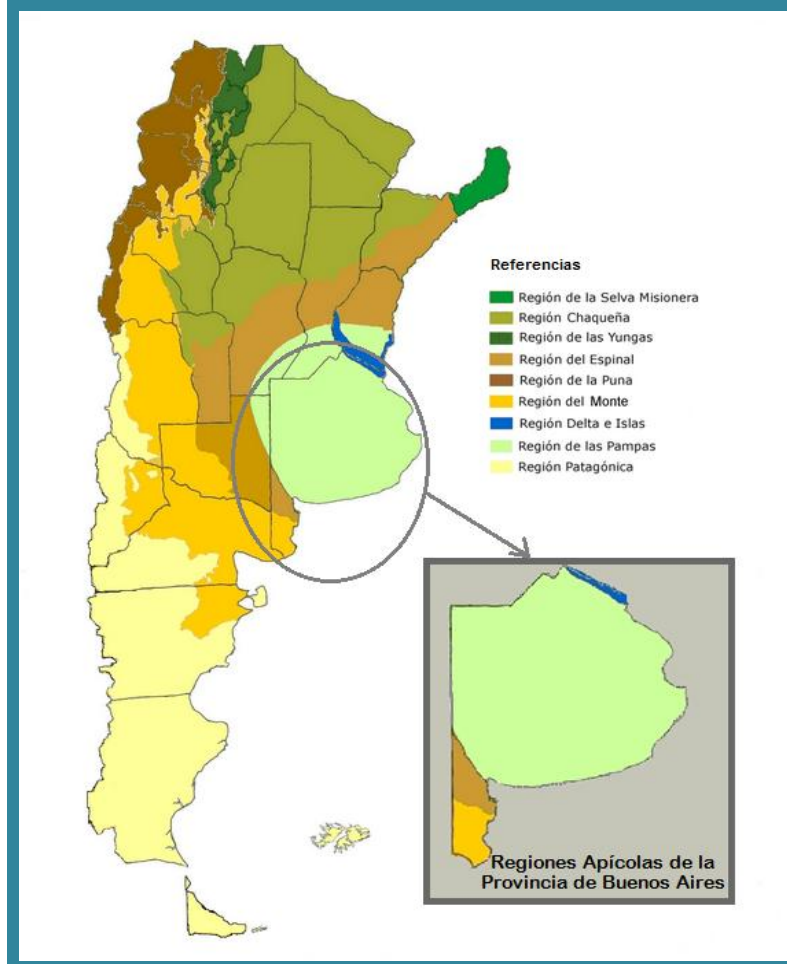 Referencias
Región de la Selva Misionera
Región Chaqueña
Región de las Yungas
Región del Espinal
Región de la Puna
Región del Monte
Región Delta e Islas
Región de las Pampas
Región Patagónica
Regiones Apícolas de la
Provincia de Buenos Aires